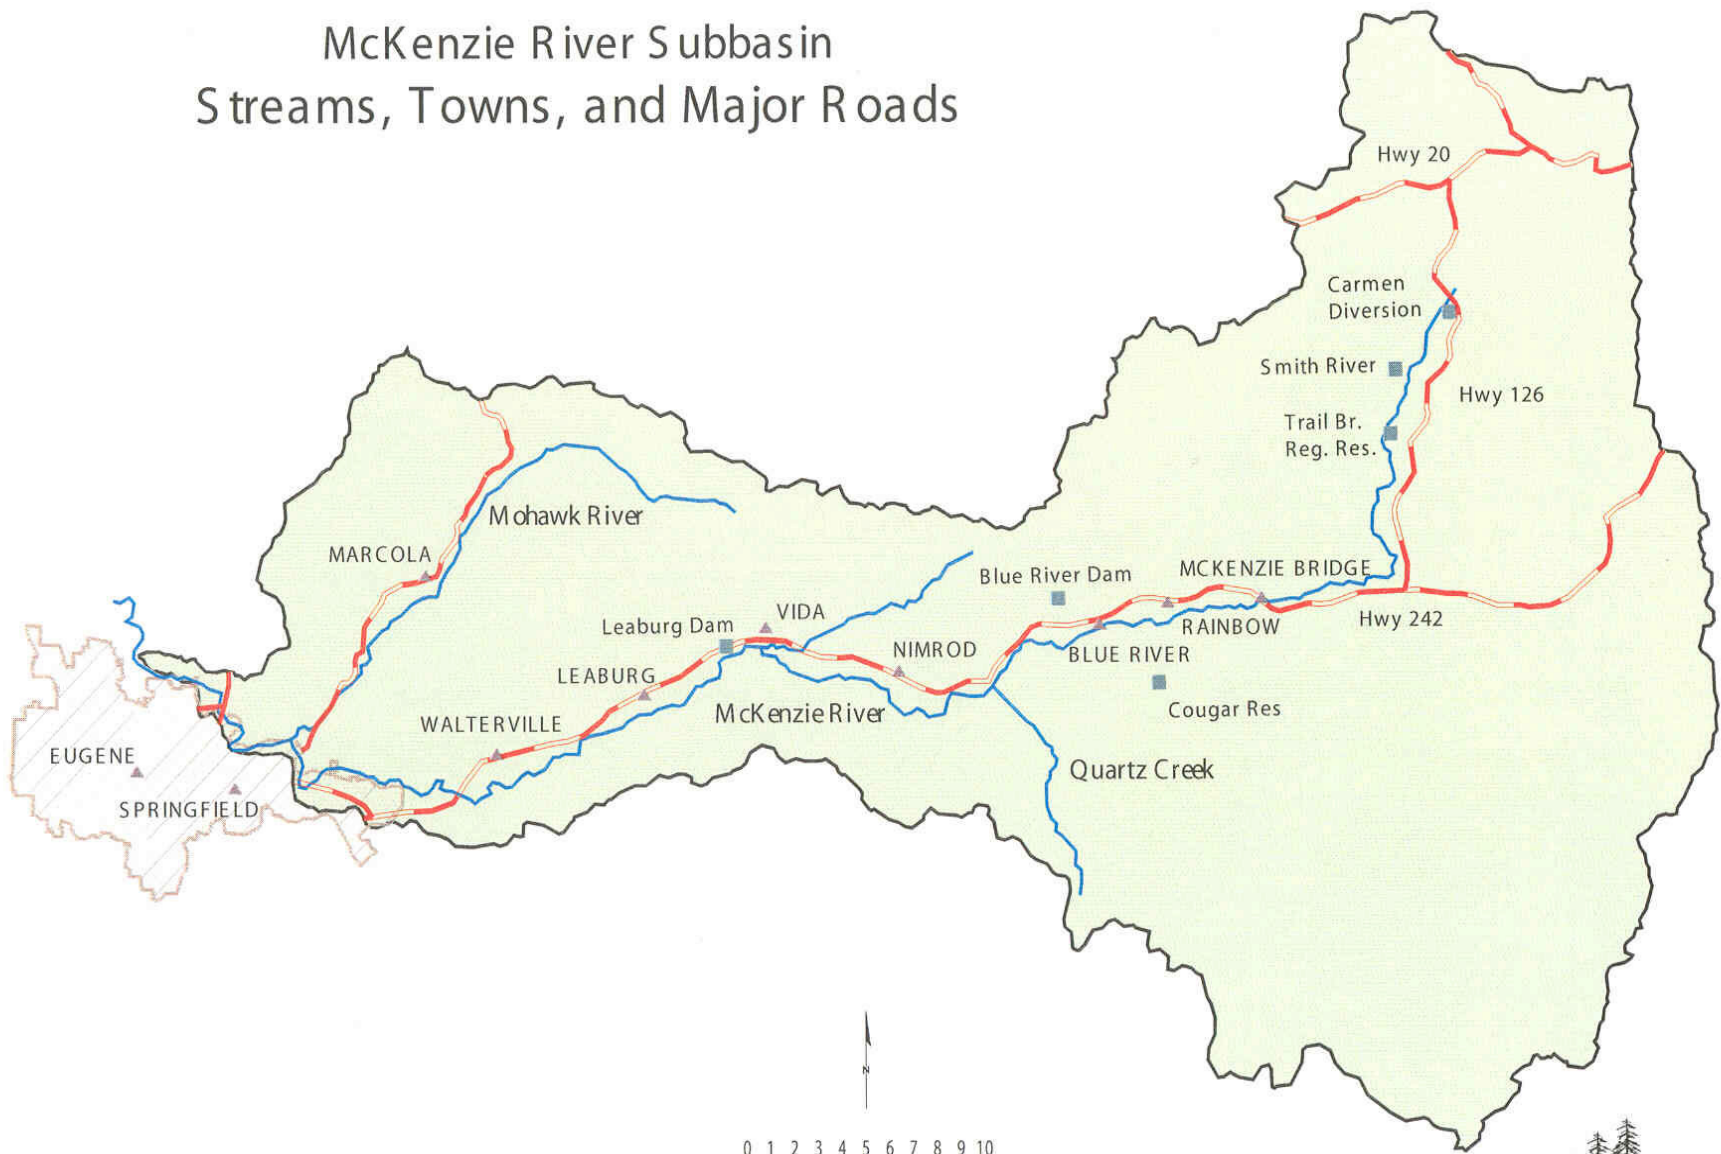 McKenzie River Subbasin
Streams, Towns, and Major Roads
Hwy 20
Carmen
Diversion
Smith River
Hwy 126
Trail Br.
Reg. Res.
Mohawk River
MARCOLA
Blue River Dam
MCKENZIE BRIDGE
VIDA
Leaburg Dam
RAINBOW
Hwy 242
NIMROD
BLUE RIVER
LEABURG
McKenzie River
Cougar Res
WALTERVILLE
EUGENE
Quartz Creek
SPRINGFIELD
N
0 1 2 3 4 5 6 7 8 9 10